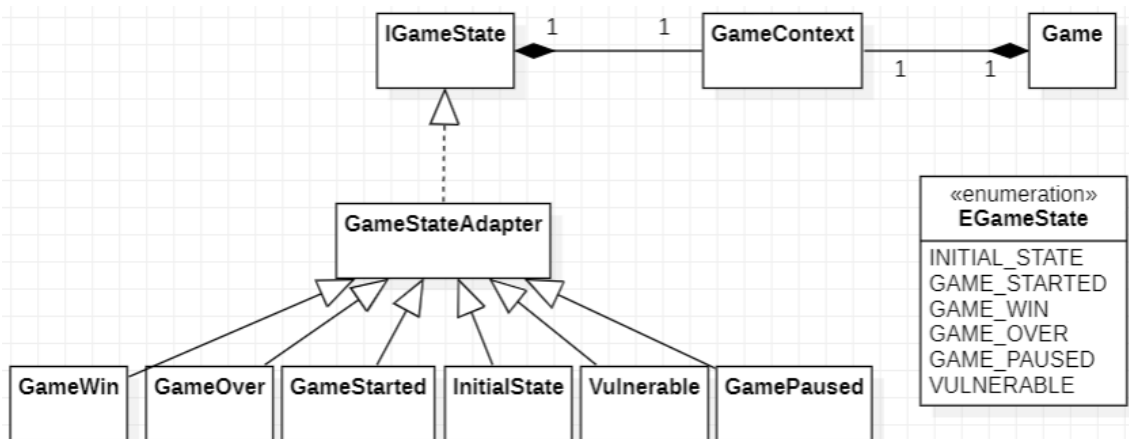 IGameState
1
1
GameContext
1
1
Game
GameStateAdapter
«enumeration»
EGameState
INITIAL_STATE
GAME_STARTED
GAME_WIN
GAME_OVER
GAME_PAUSED
VULNERABLE
GameWin
GameOver
GameStarted
InitialState
Vulnerable
GamePaused